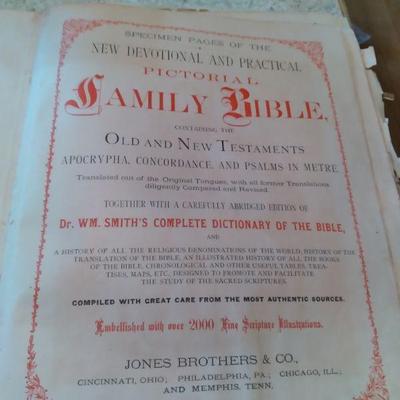 SPECIMEN PAGES OF THE
NEW DEVOTIONAL AND PRACTICAL
PICTORIAL
FAMILY BIBLE,
CONTAINING THE
OLD AND NEW TESTAMENTS
APOCRYPHA, CONCORDANCE, AND PSALMS IN METRE.
Translated out of the Original Tongues, with all former Translations
diligently Compared and Revised.
TOGETHER WITH A CAREFULLY ABRIDGED EDITION OF
DR. WM. SMITH'S COMPLETE DICTIONARY OF THE BIBLE,
AND
A HISTORY OF ALL THE RELIGIOUS DENOMINATIONS OF THE WORLD, HISTORY OF THE
TRANSLATION OF THE BIBLE, AN ILLUSTRATED HISTORY OF ALL THE BOOKS
OF THE BIBLE, CHRONOLOGICAL AND OTHER USEFUL TABLES, TREA-
TISES, MAPS, ETC., DESIGNED TO PROMOTE AND FACILITATE
THE STUDY OF THE SACRED SCRIPTURES.
COMPILED WITH GREAT CARE FROM THE MOST AUTHENTIC SOURCES.
Embellished with over 2000 Fine Scripture Illustrations.
JONES BROTHERS & CO.,
CINCINNATI, OHIO; PHILADELPHIA, PA.; CHICAGO, ILL.;
AND MEMPHIS, TENN.